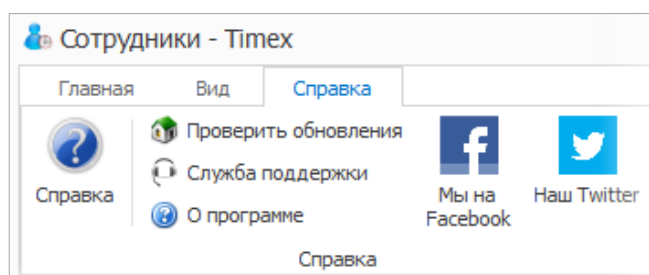 Сотрудники - Timex
Главная Вид Справка
Справка
Проверить обновления
Служба поддержки
О программе
Мы на
Facebook
Наш Twitter
Справка